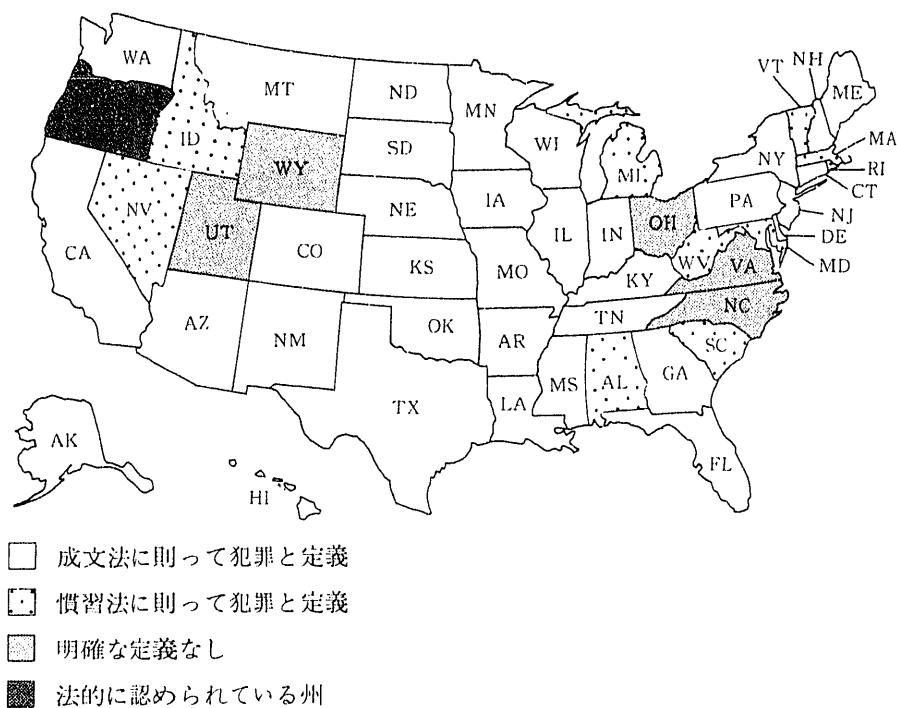 WA
MT
ND
MN
VT
NH
ME
ID
SD
WI
NY
MA
WY
MI
RI
CT
NV
UT
NE
IA
PA
NJ
CA
CO
IL
IN
OH
DE
KS
MO
WV
VA
MD
KY
AZ
NM
OK
AR
TN
NC
SC
TX
LA
MS
AL
GA
AK
HI
FL
成文法に則って犯罪と定義
慣習法に則って犯罪と定義
明確な定義なし
法的に認められている州